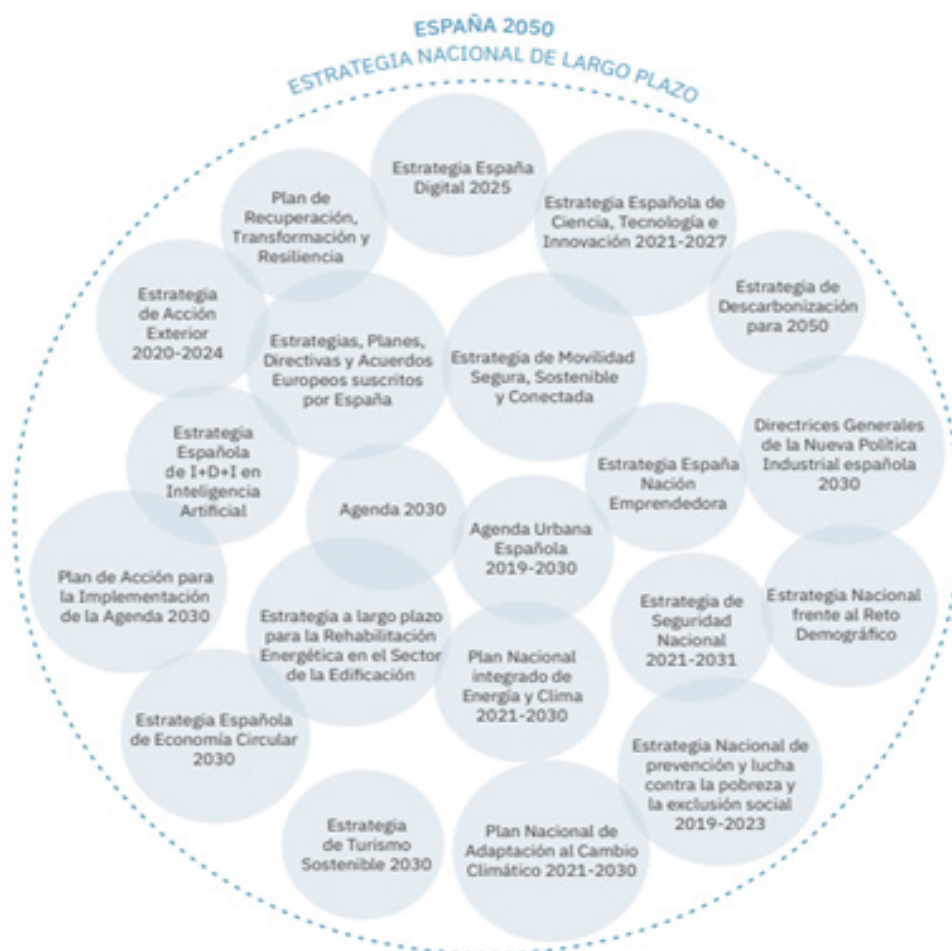 ESPAÑA 2050
ESTRATEGIA NACIONAL DE LARGO PLAZO
Estrategia España
Digital 2025
Plan de
Recuperación,
Transformación y
Resiliencia
Estrategia Española de
Ciencia, Tecnología e
Innovación 2021-2027
Estrategia
de Acción
Exterior
2020-2024
Estrategia de
Descarbonización
para 2050
Estrategias, Planes,
Directivas y Acuerdos
Europeos suscritos
por España
Estrategia de Movilidad
Segura, Sostenible
y Conectada
Directrices Generales
de la Nueva Política
Industrial española
2030
Estrategia
Española
de I+D+I en
Inteligencia
Artificial
Estrategia España
Nación
Emprendedora
Agenda 2030
Agenda Urbana
Española
2019-2030
Plan de Acción para
la Implementación
de la Agenda 2030
Estrategia a largo plazo
para la Rehabilitación
Energética en el Sector
de la Edificación
Estrategia de
Seguridad
Nacional
2021-2031
Estrategia Nacional
frente al Reto
Demográfico
Plan Nacional
integrado de
Energía y Clima
2021-2030
Estrategia Española
de Economía Circular
2030
Estrategia Nacional de
prevención y lucha
contra la pobreza y
la exclusión social
2019-2023
Estrategia
de Turismo
Sostenible 2030
Plan Nacional de
Adaptación al Cambio
Climático 2021-2030